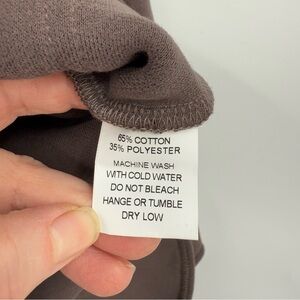 65% COTTON
35% POLYESTER
MACHINE WASH
WITH COLD WATER
DO NOT BLEACH
HANGE OR TUMBLE
DRY LOW